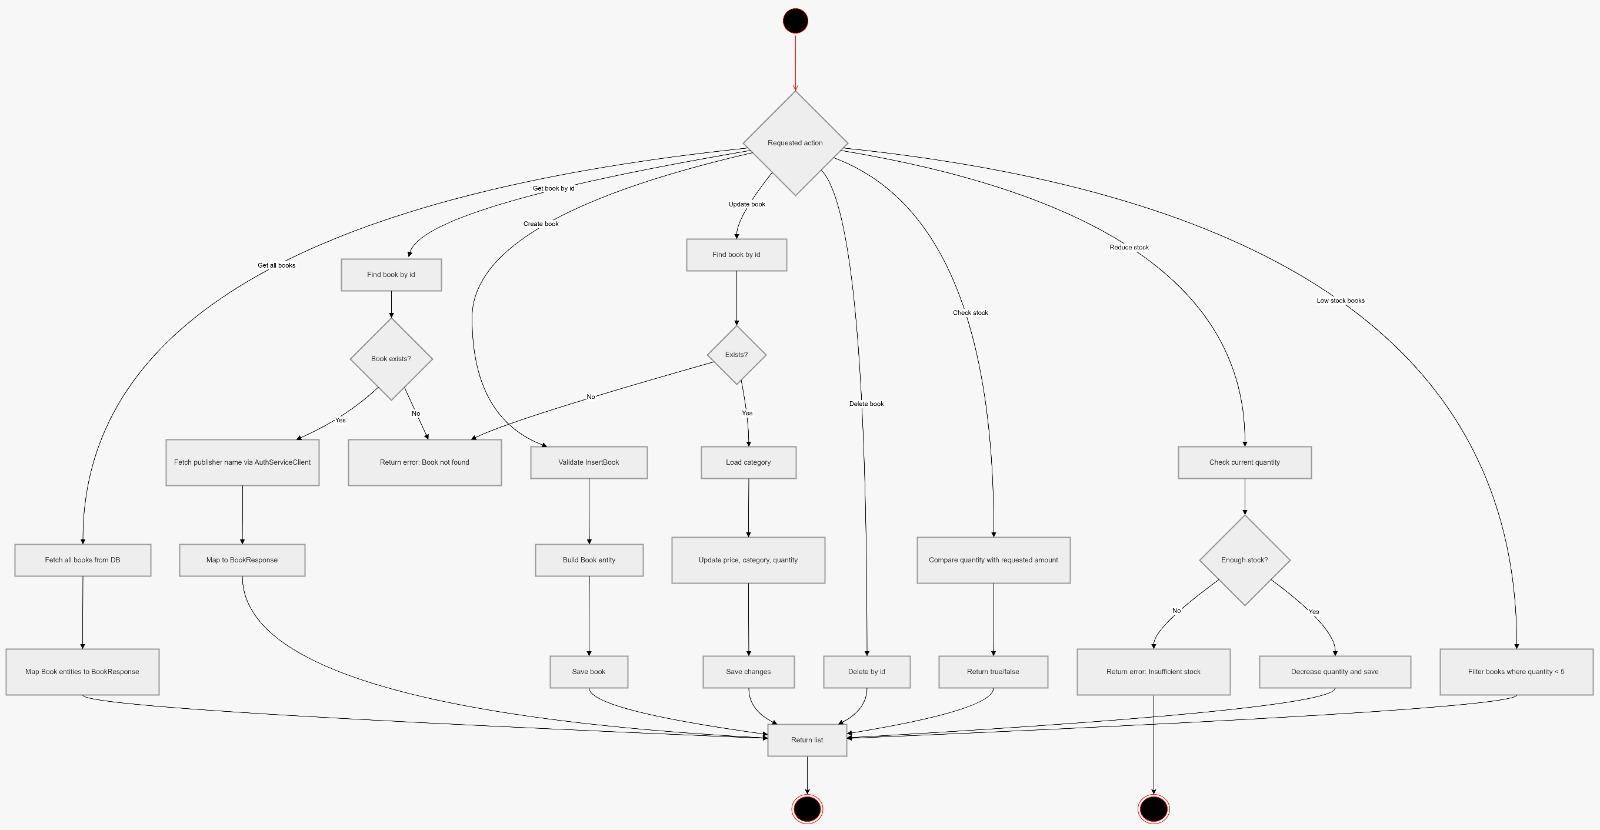 Requested action
Get book by id
Update book
Create book
Reduce stock
Find book by id
Get all books
Find book by id
Low stock books
Check stock
Exists?
Book exists?
No
Delete book
No
Yes
Yes
Fetch publisher name via AuthServiceClient
Return error: Book not found
Validate InsertBook
Load category
Check current quantity
Fetch all books from DB
Map to BookResponse
Build Book entity
Update price, category, quantity
Compare quantity with requested amount
Enough stock?
No
Yes
Map Book entities to BookResponse
Save book
Save changes
Delete by id
Return true/false
Return error: Insufficient stock
Decrease quantity and save
Filter books where quantity < 5
Return list